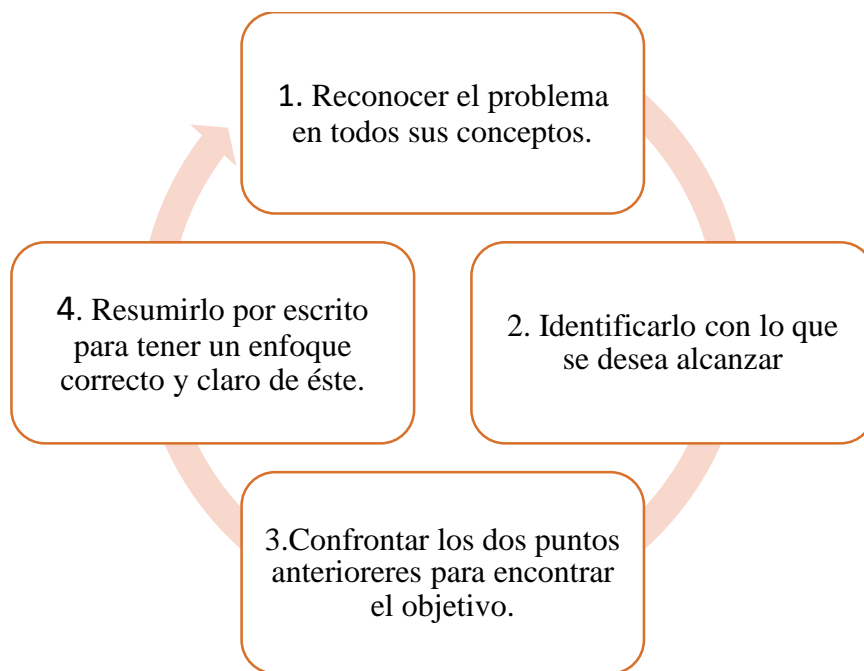 1. Reconocer el problema
en todos sus conceptos.
2. Identificarlo con lo que
se desea alcanzar
3.Confrontar los dos puntos
anterioreres para encontrar
el objetivo.
4. Resumirlo por escrito
para tener un enfoque
correcto y claro de éste.